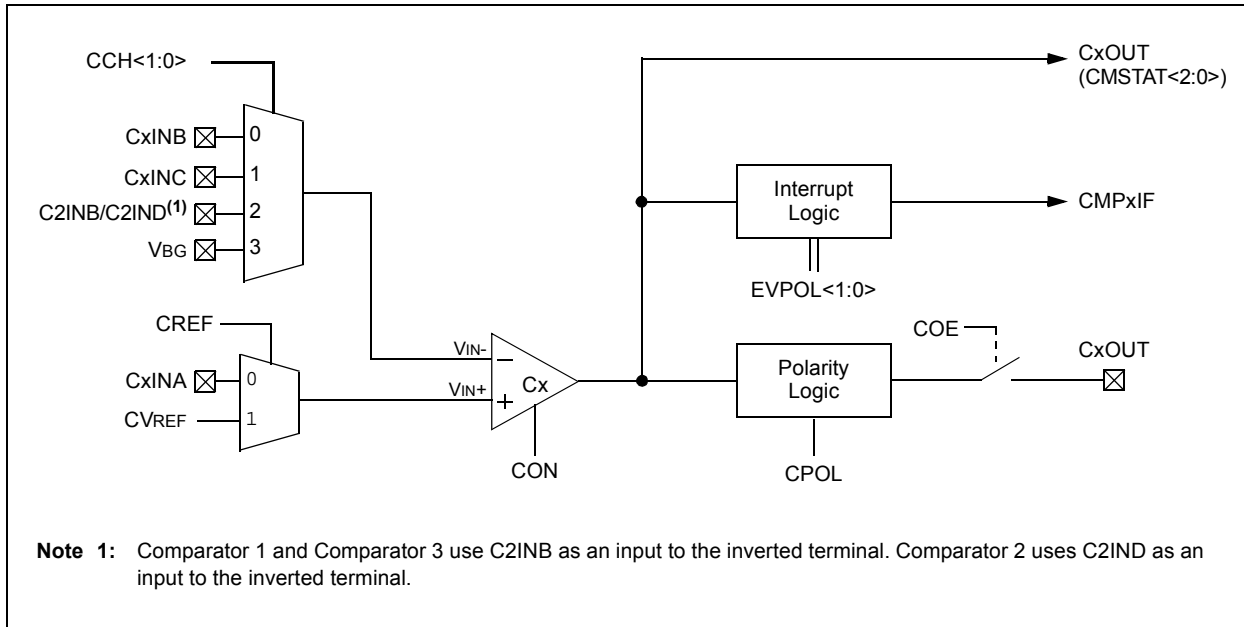 CCH<1:0>
CxINB
0
CxINC
1
C2INB/C2IND(1)
2
VBG
3
CREF
CxINA
0
CVREF
1
VIN-
–
VIN+
+
Cx
CON
CxOUT
(CMSTAT<2:0>)
Interrupt
Logic
CMPxIF
EVPOL<1:0>
COE
CxOUT
Polarity
Logic
CPOL
Note 1: Comparator 1 and Comparator 3 use C2INB as an input to the inverted terminal. Comparator 2 uses C2IND as an
input to the inverted terminal.